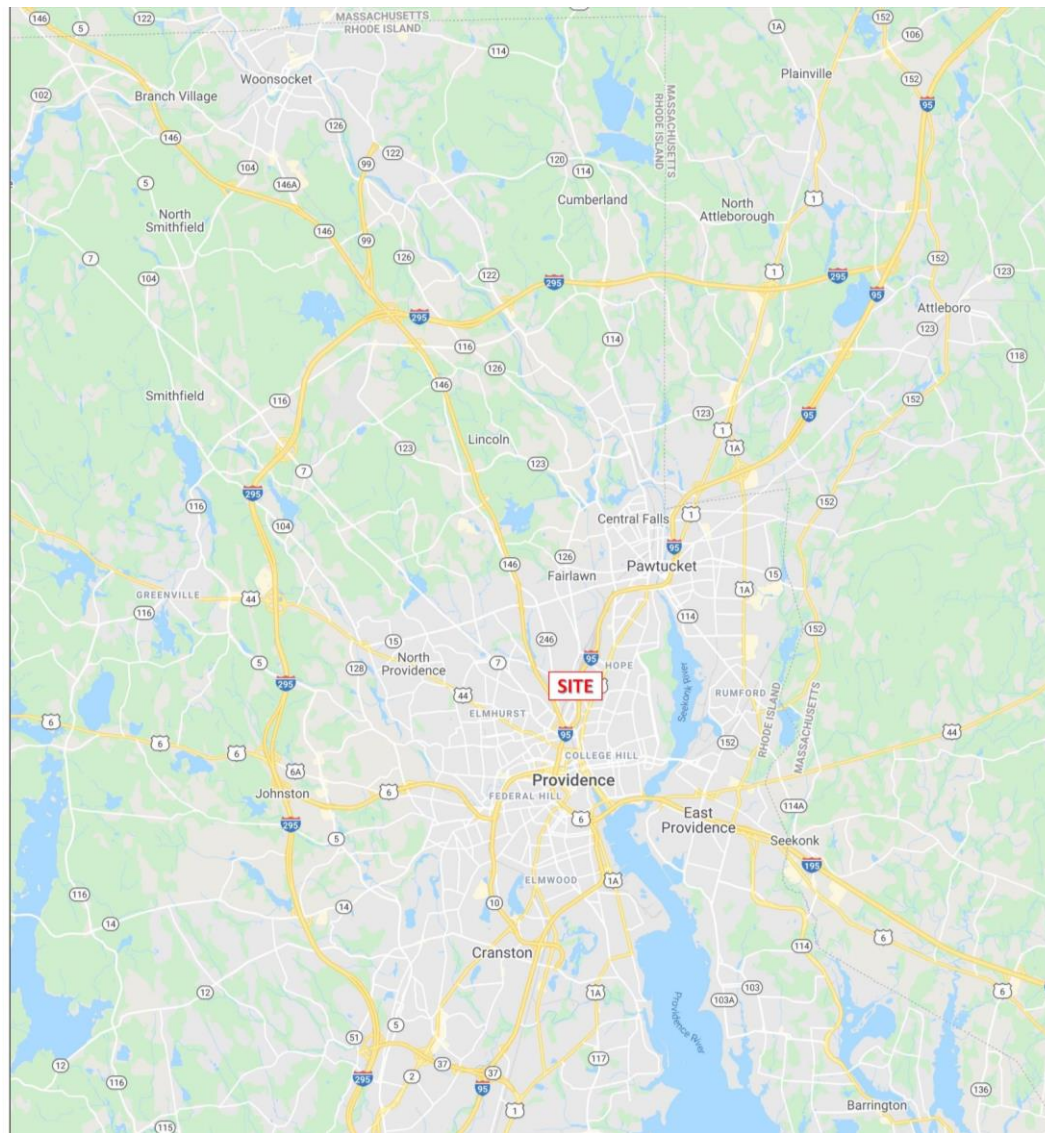 146
5
122
MASSACHUSETTS
RHODE ISLAND
114
1A
152
106
Woonsocket
Plainville
152
95
Branch Village
102
126
MASSACHUSETTS
RHODE ISLAND
146
99
122
120
114
104
5
146A
Cumberland
North
Attleborough
1
North
Smithfield
146
99
126
7
104
122
295
1
295
152
123
95
Attleboro
295
116
114
123
126
118
146
Smithfield
116
152
95
123
1
1A
Lincoln
123
7
123
295
116
152
104
Central Falls
1
95
146
126
Fairlawn
Pawtucket
15
1A
GREENVILLE
44
116
114
152
15
246
128
North
Providence
7
95
HOPE
5
295
SITE
Seekonk River
RUMFORD
44
ELMHURST
RHODE ISLAND
MASSACHUSETTS
6
6
6
95
152
44
COLLEGE HILL
6A
Johnston
6
Providence
FEDERAL HILL
114A
6
East
Providence
295
5
Seekonk
195
ELMWOOD
1A
116
14
14
10
114
6
Cranston
12
1A
103
103A
6
Providence River
5
51
117
12
116
37
37
2
295
95
136
1
Barrington
115